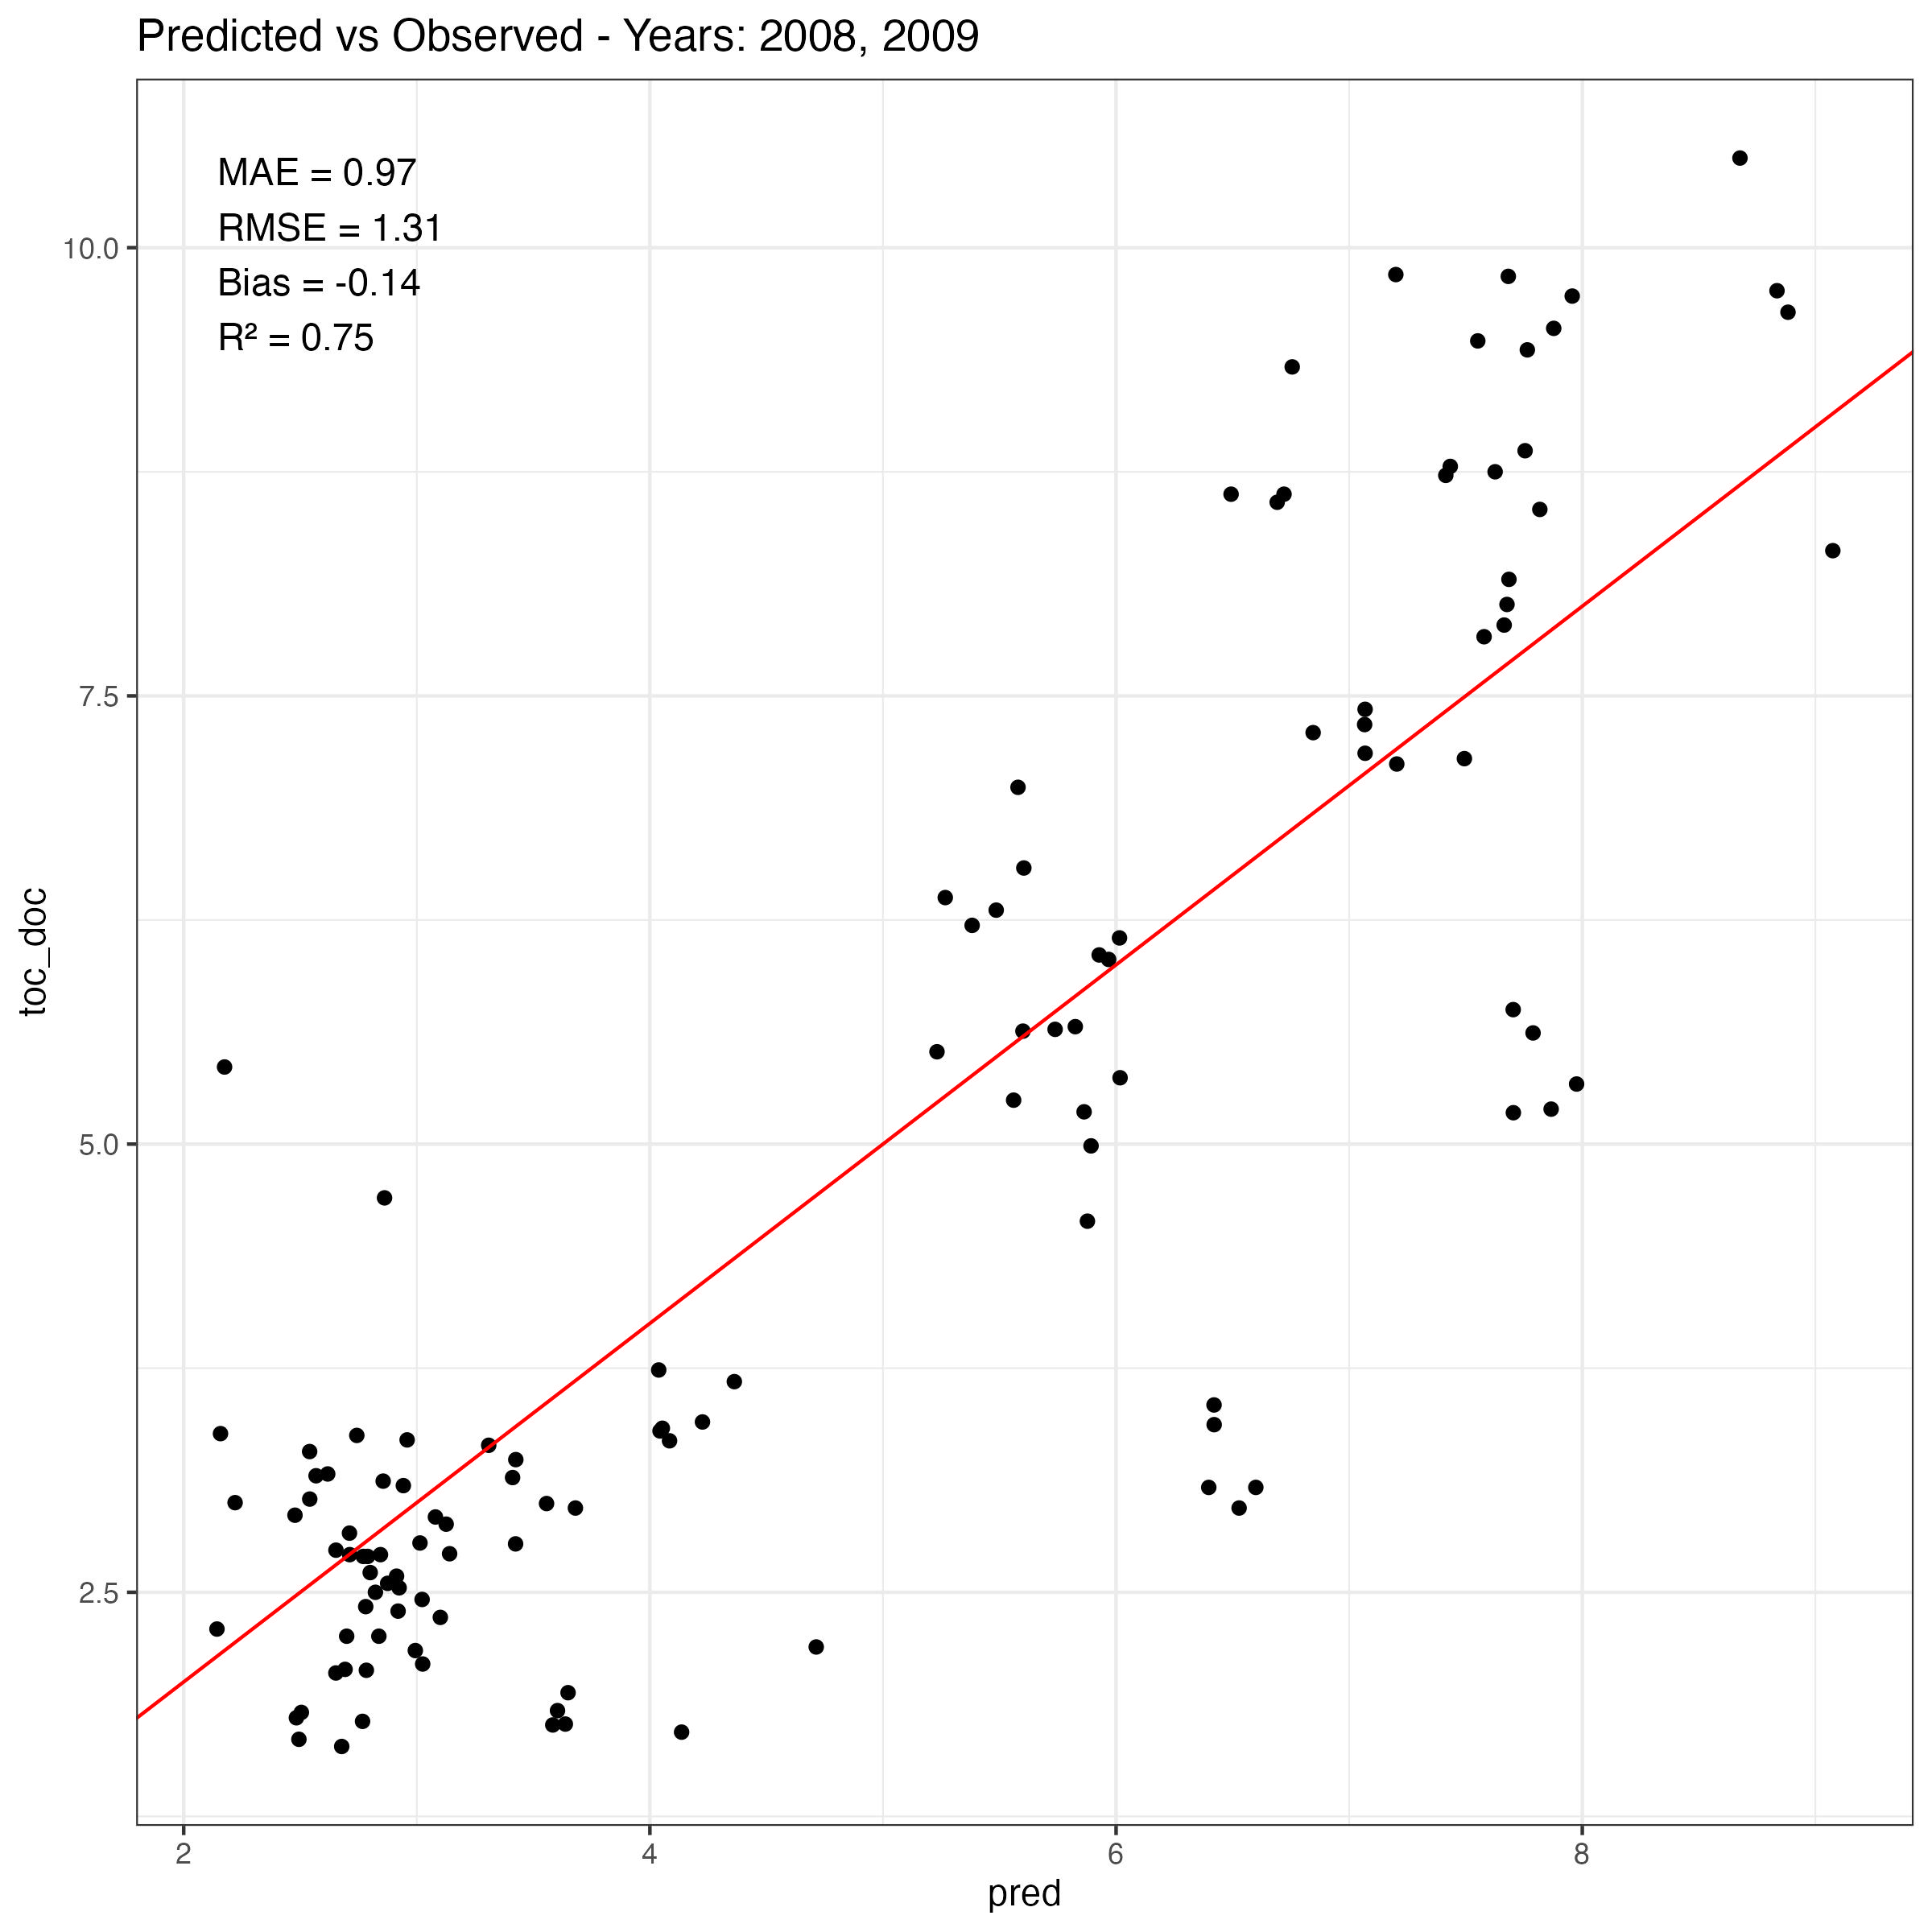 Predicted vs Observed - Years: 2008, 2009
MAE = 0.97
RMSE = 1.31
Bias = -0.14
R² = 0.75
10.0
7.5
5.0
2.5
toc_doc
2 4 6 8
pred